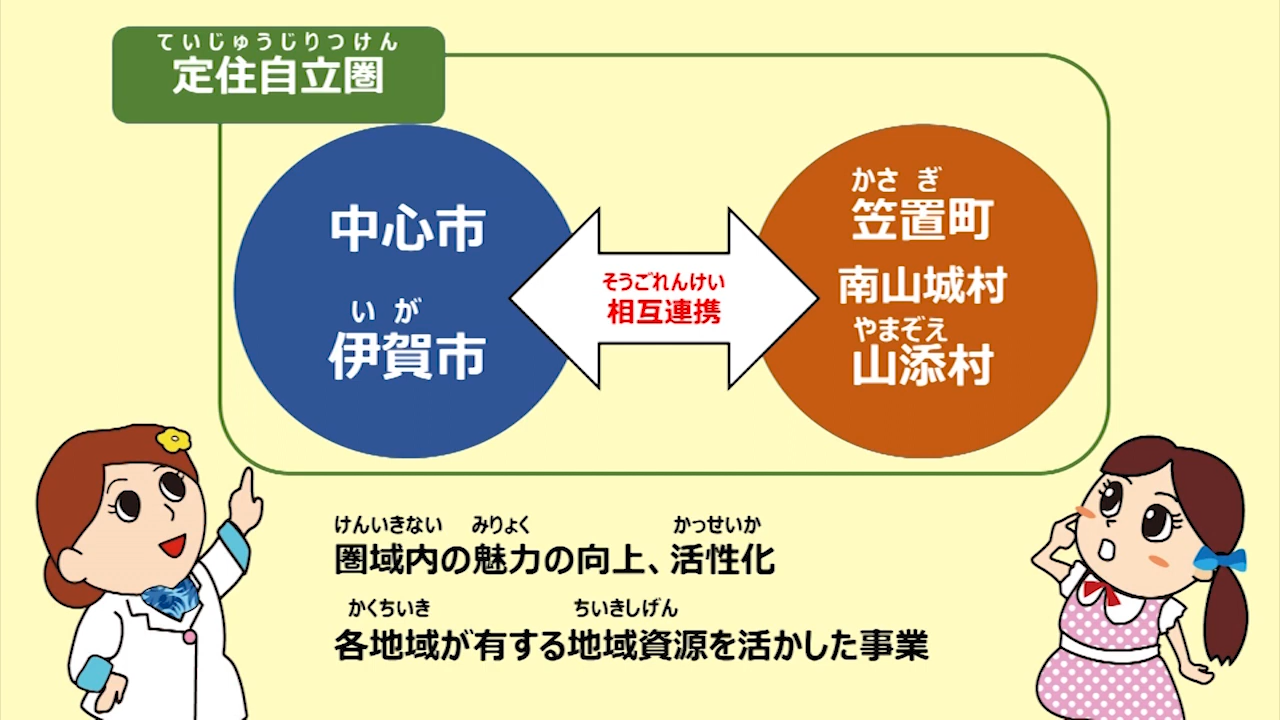 ていじゅうじりつけん
定住自立圏
中心市
いが
伊賀市
そうごれんけい
相互連携
かさぎ
笠置町
南山城村
やまぞえ
山添村
けんいきない みりょく かっせいか
圏域内の魅力の向上、活性化
かくちいき ちいきしげん
各地域が有する地域資源を活かした事業